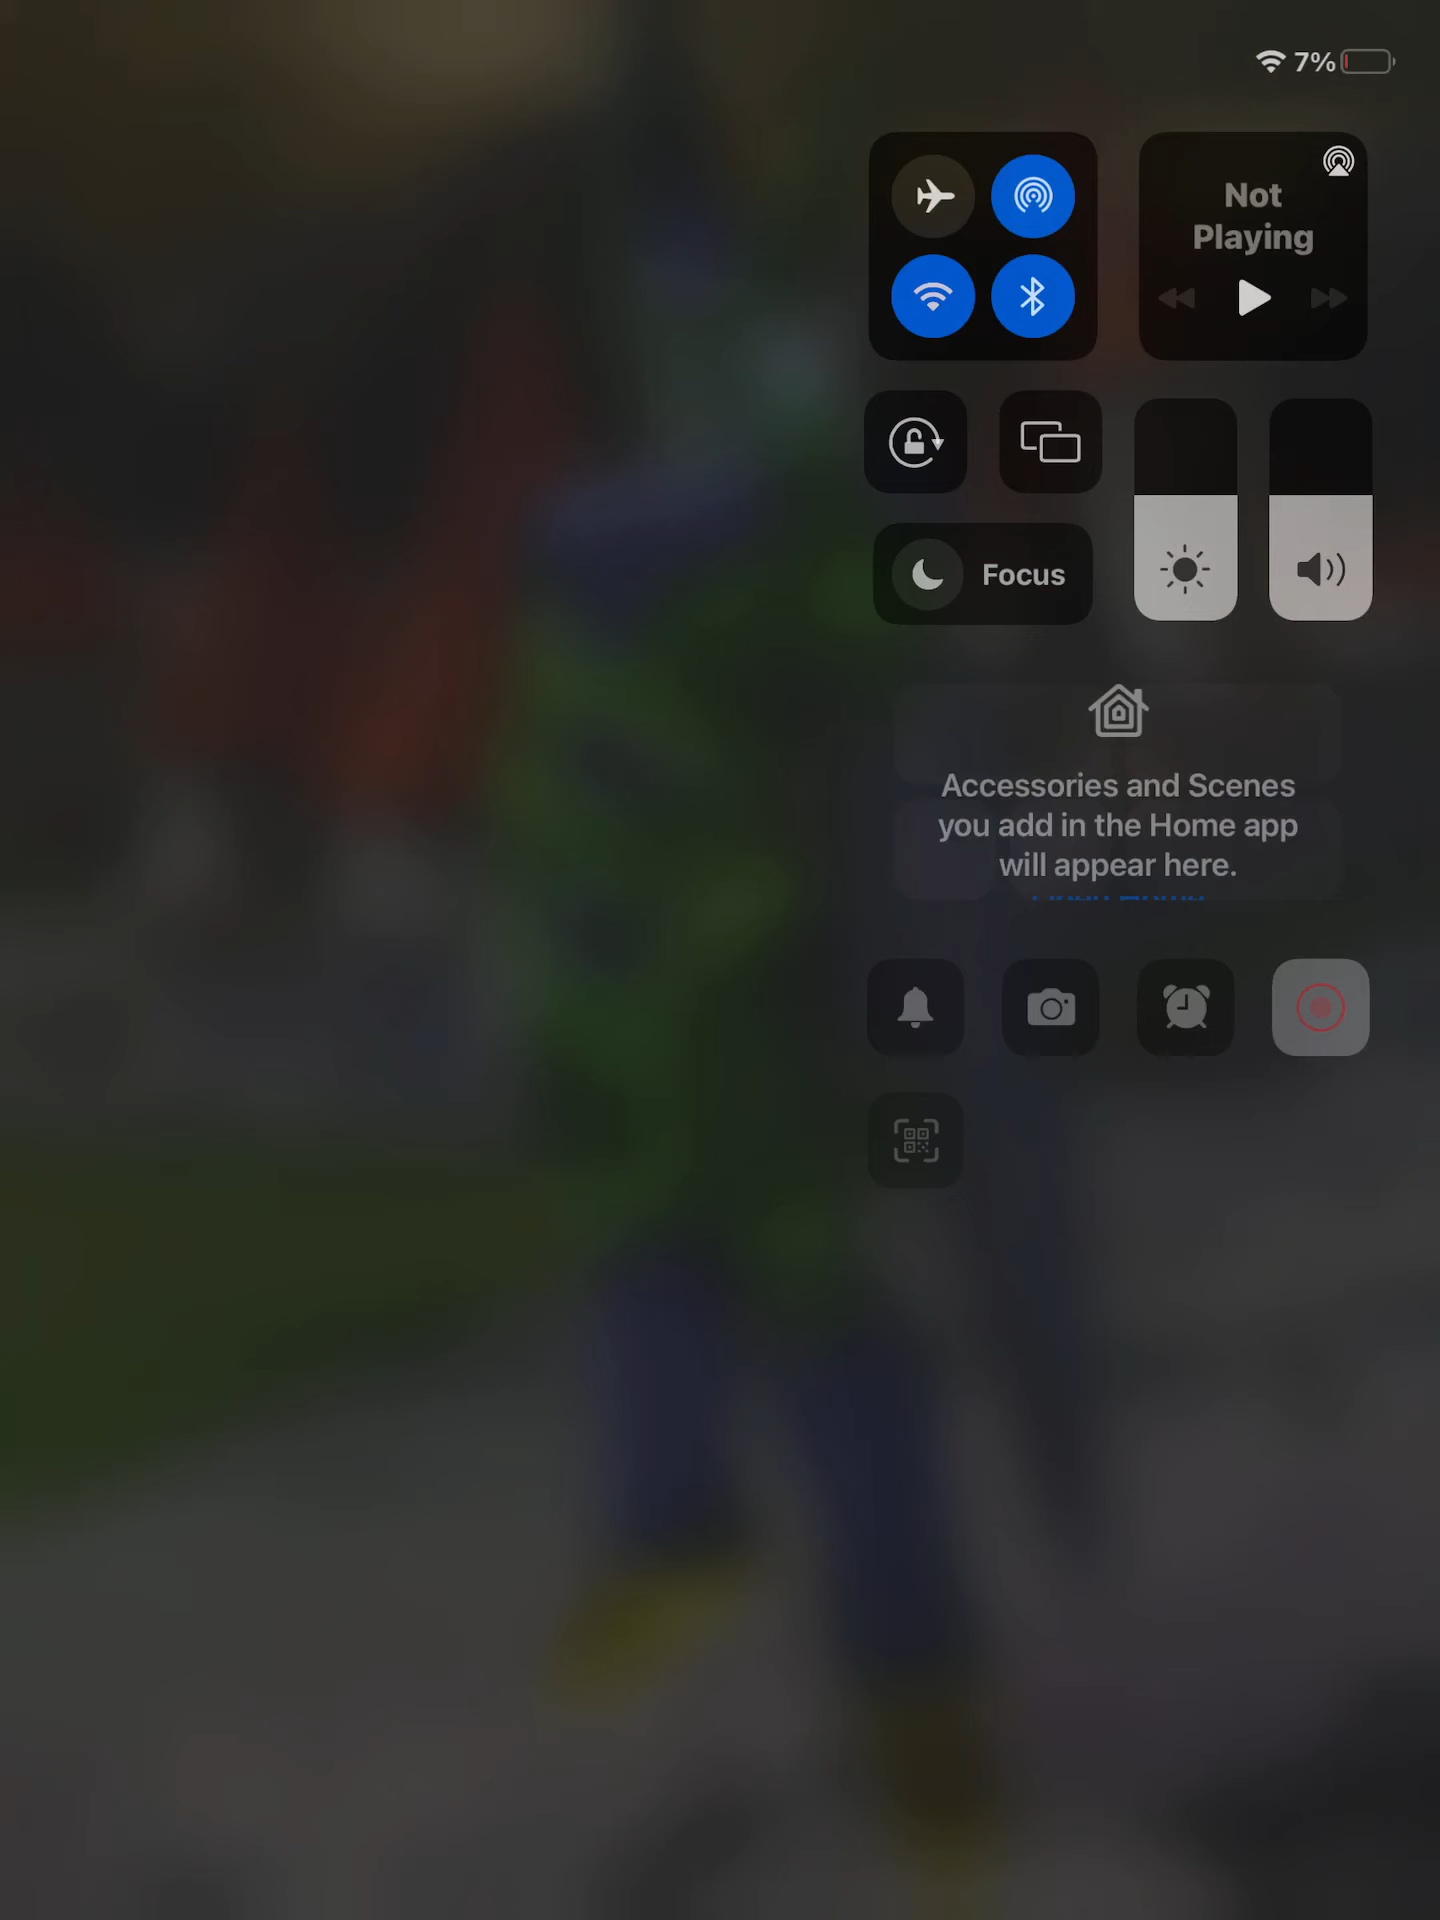 7%
Not
Playing
Focus
Accessories and Scenes
you add in the Home app
will appear here.